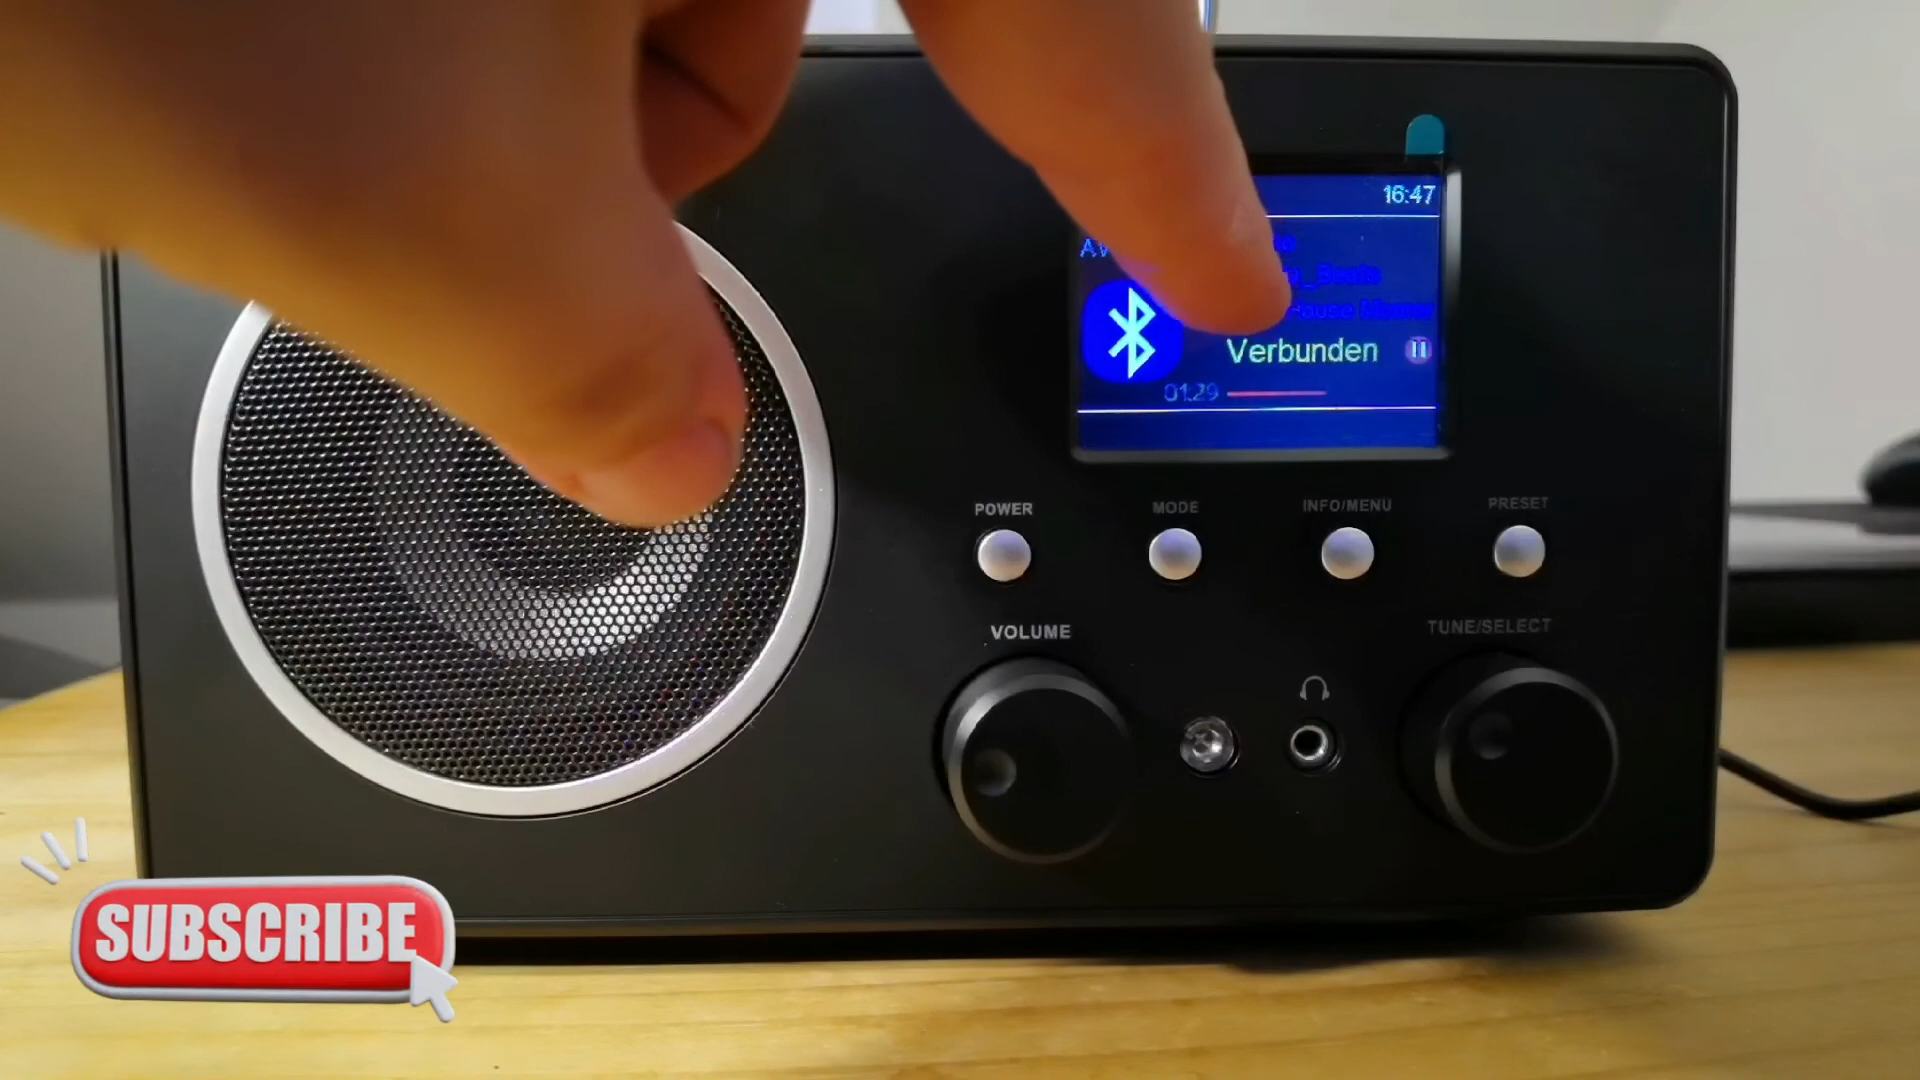 16:47
Verbunden
01:29
POWER
MODE
INFO/MENU
PRESET
VOLUME
TUNE/SELECT
SUBSCRIBE